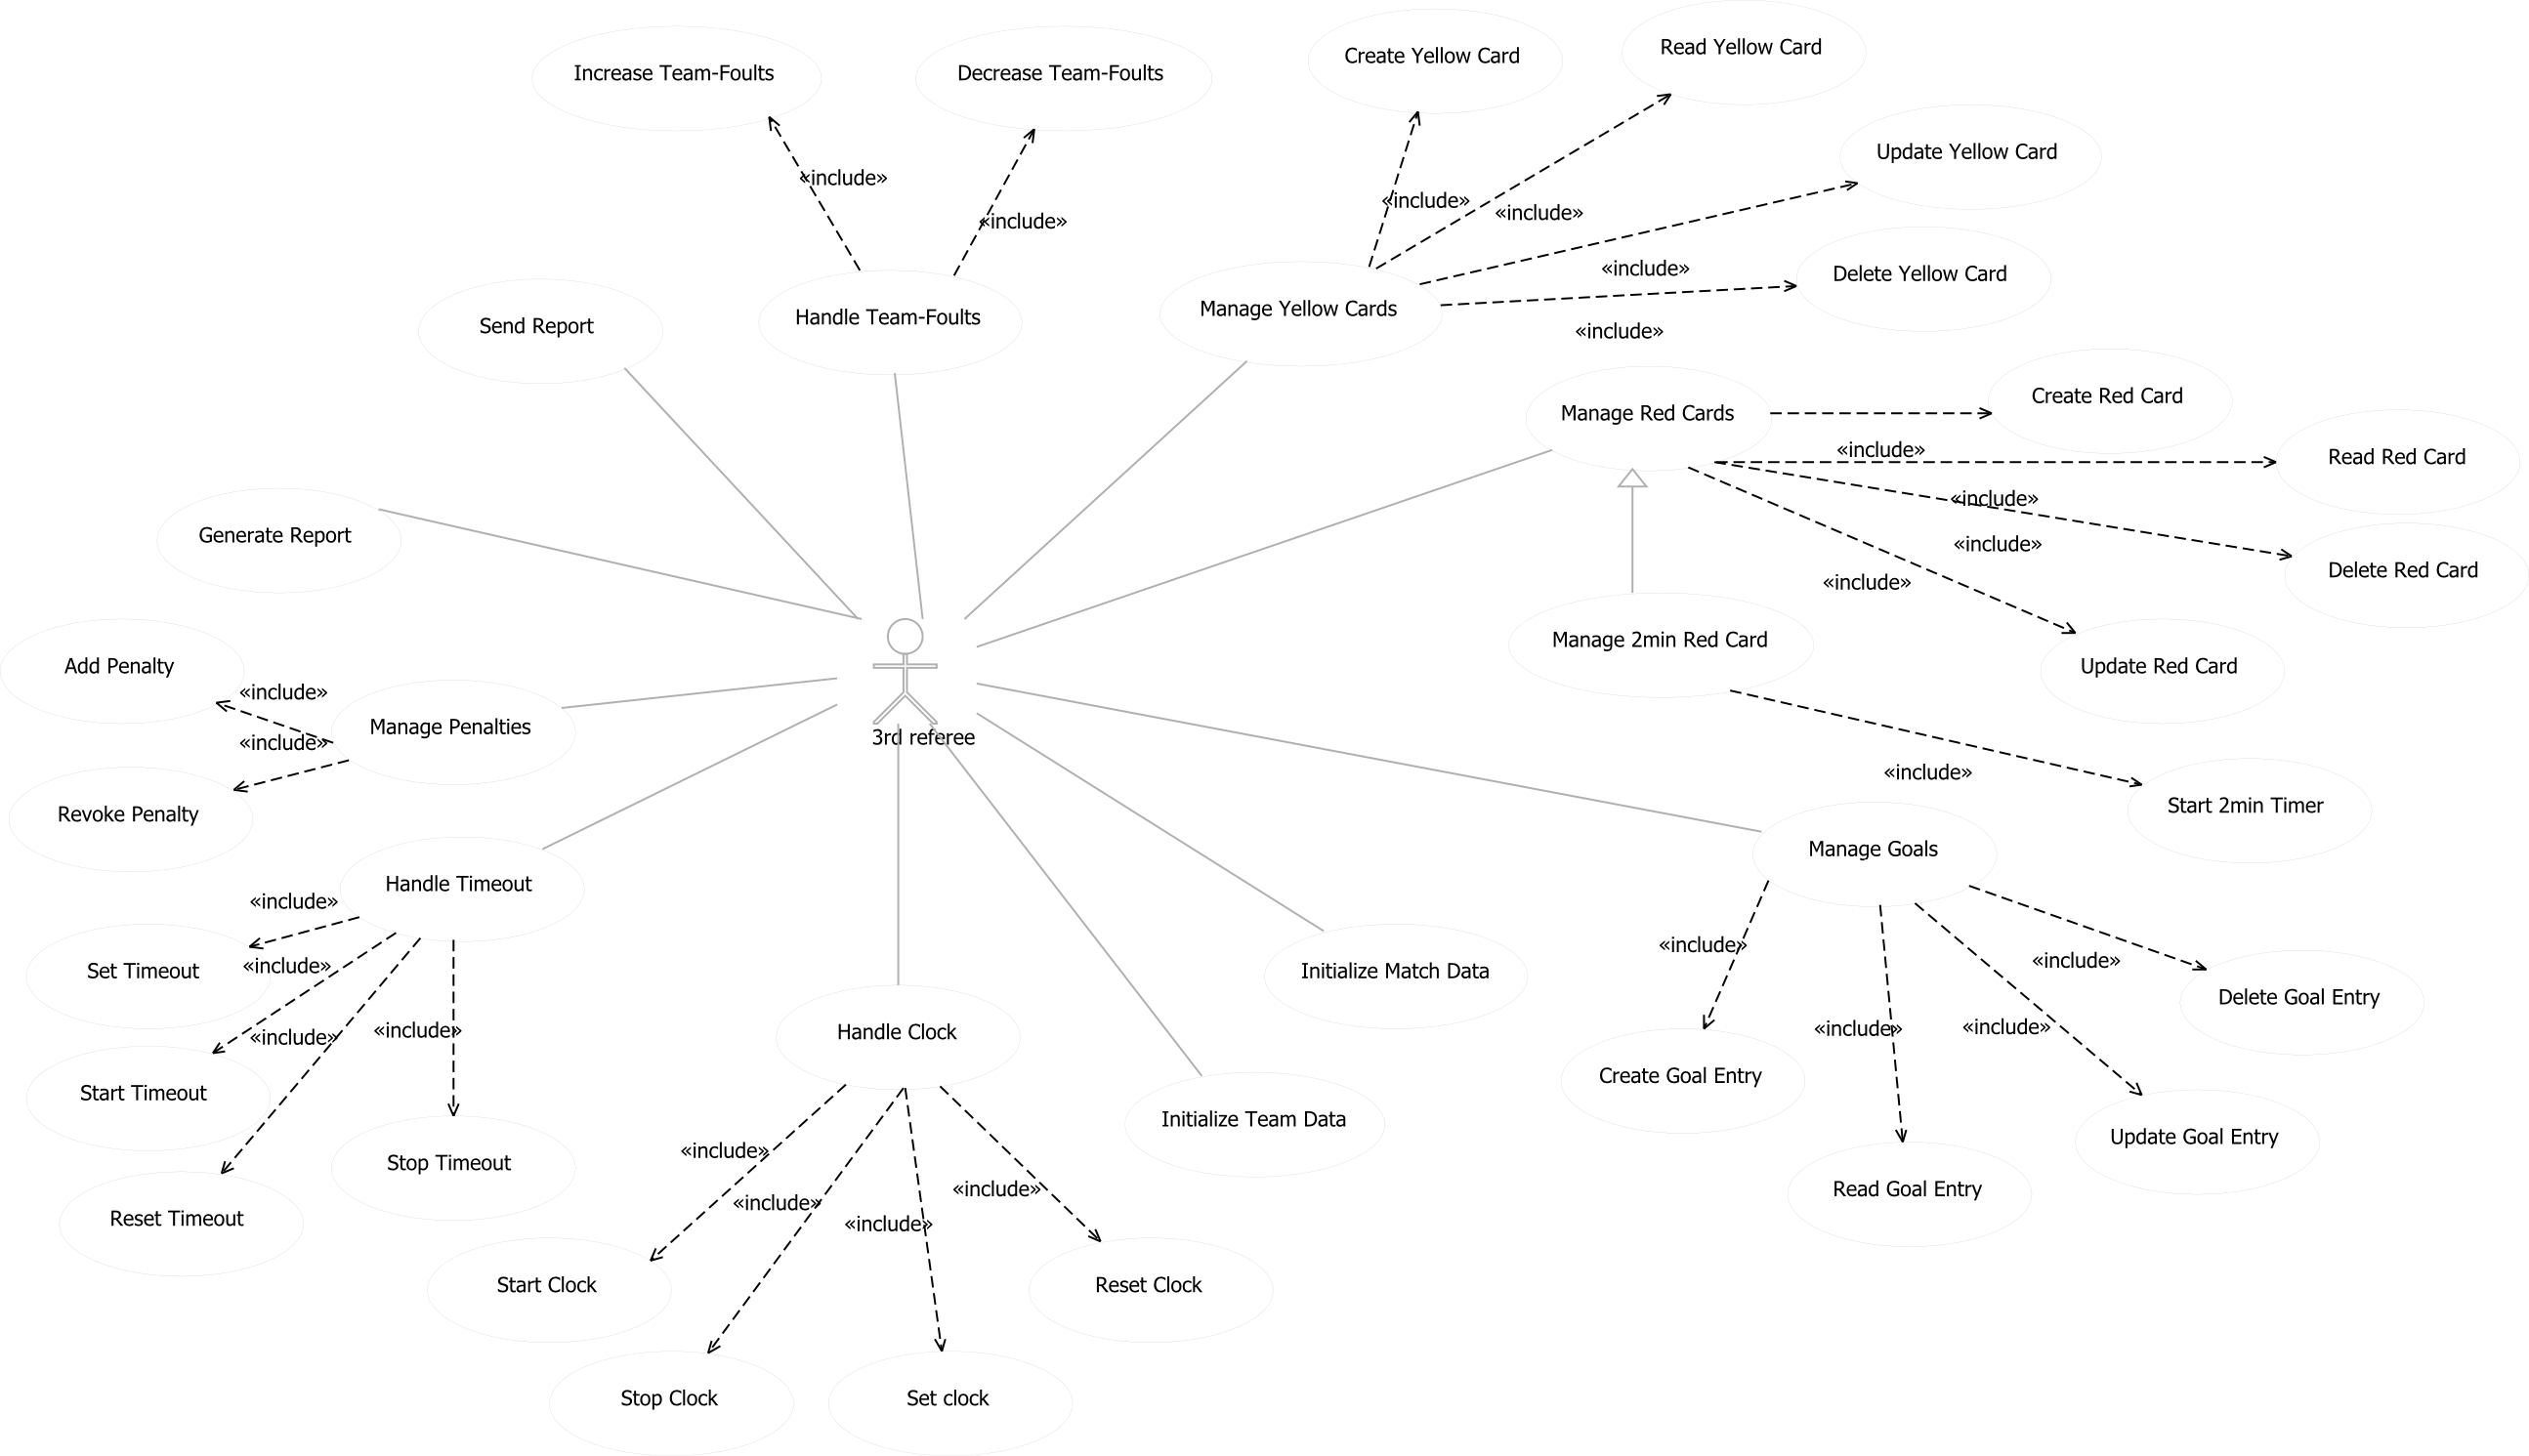 Read Yellow Card
Create Yellow Card
Increase Team-Foults
Decrease Team-Foults
Update Yellow Card
«include»
«include»
«include»
«include»
«include»
Delete Yellow Card
Manage Yellow Cards
Handle Team-Foults
Send Report
«include»
Create Red Card
Manage Red Cards
«include»
Read Red Card
«include»
Generate Report
«include»
Delete Red Card
«include»
Manage 2min Red Card
Add Penalty
Update Red Card
«include»
Manage Penalties
3rd referee
«include»
«include»
Start 2min Timer
Revoke Penalty
Manage Goals
Handle Timeout
«include»
«include»
«include»
«include»
Set Timeout
Initialize Match Data
Delete Goal Entry
«include»
«include»
«include»
«include»
Handle Clock
Create Goal Entry
Start Timeout
Initialize Team Data
Update Goal Entry
«include»
Stop Timeout
«include»
Read Goal Entry
«include»
Reset Timeout
«include»
Start Clock
Reset Clock
Stop Clock
Set clock